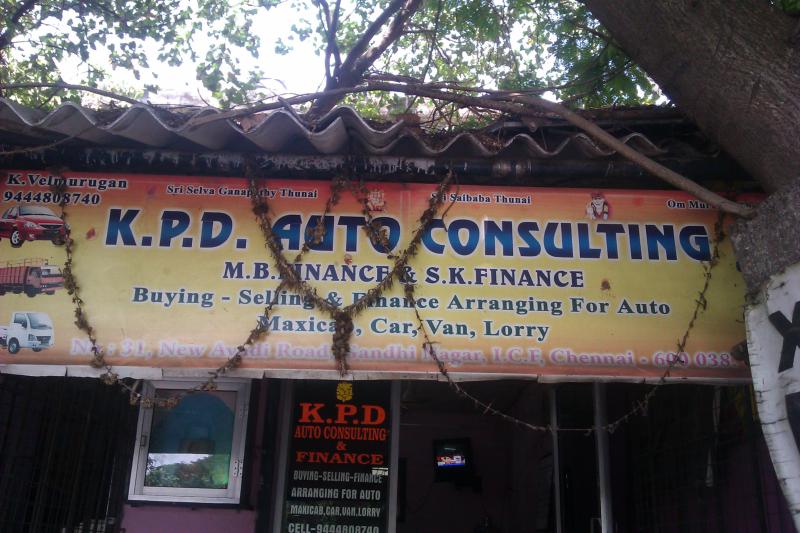 K.Velmurugan
9444808740
Sri Selva Ganapathy Thunai
Sri Saibaba Thunai
Om Mur
K.P.D. AUTO CONSULTING
M.B.FINANCE & S.K.FINANCE
Buying - Selling & Finance Arranging For Auto
Maxicab, Car, Van, Lorry
No : 31, New Avadi Road, Gandhi Nagar, I.C.F, Chennai - 600 038
K.P.D
AUTO CONSULTING
&
FINANCE
BUYING-SELLING-FINANCE
ARRANGING FOR AUTO
MAXICAB,CAR,VAN,LORRY
CELL-9444808740